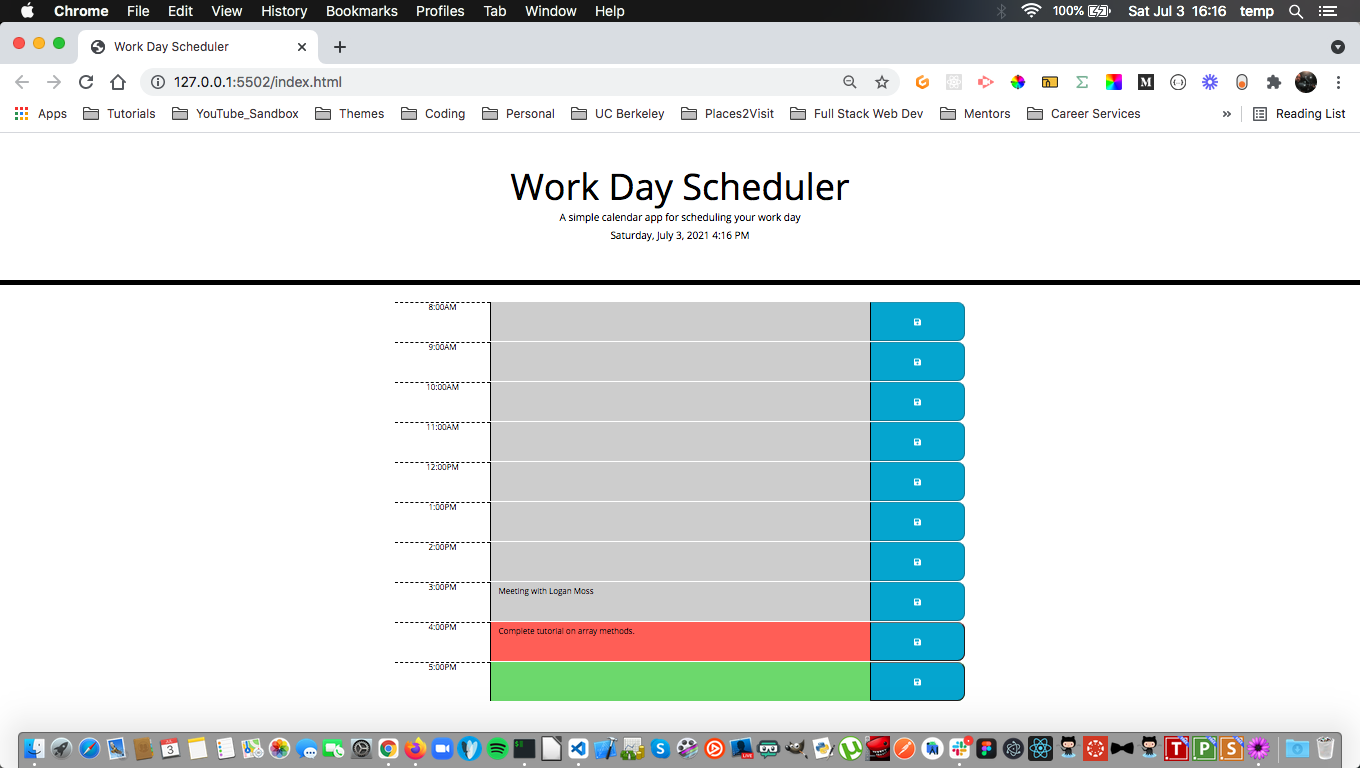 Chrome File Edit View History Bookmarks Profiles Tab Window Help 100% Sat Jul 3 16:16 temp
Work Day Scheduler
127.0.0.1:5502/index.html
Apps Tutorials YouTube_Sandbox Themes Coding Personal UC Berkeley Places2Visit Full Stack Web Dev Mentors Career Services » Reading List
Work Day Scheduler
A simple calendar app for scheduling your work day
Saturday, July 3, 2021 4:16 PM
8:00AM
9:00AM
10:00AM
11:00AM
12:00PM
1:00PM
2:00PM
3:00PM Meeting with Logan Moss
4:00PM Complete tutorial on array methods.
5:00PM
3 S T P S